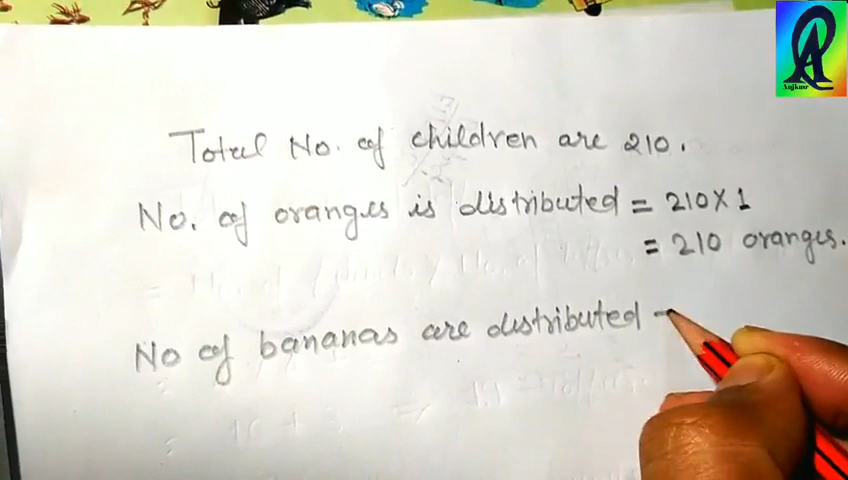 Total No. of children are 210.
No. of oranges is distributed = 210 x 1
= 210 oranges.
No of bananas are distributed